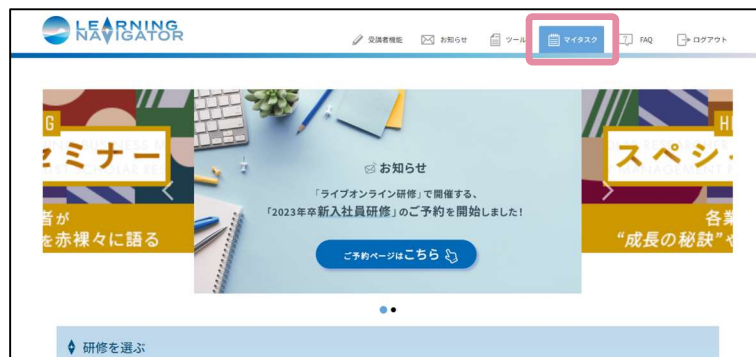 LEARNING
NAVIGATOR
受講者機能
お知らせ
ツール
マイタスク
FAQ
ログアウト
G
セミナー
者が
を赤裸々に語る
お知らせ
「ライブオンライン研修」で開催する、
「2023年卒新入社員研修」のご予約を開始しました!
ご予約ページはこちら
スペシ
各業
“成長の秘訣”
研修を選ぶ